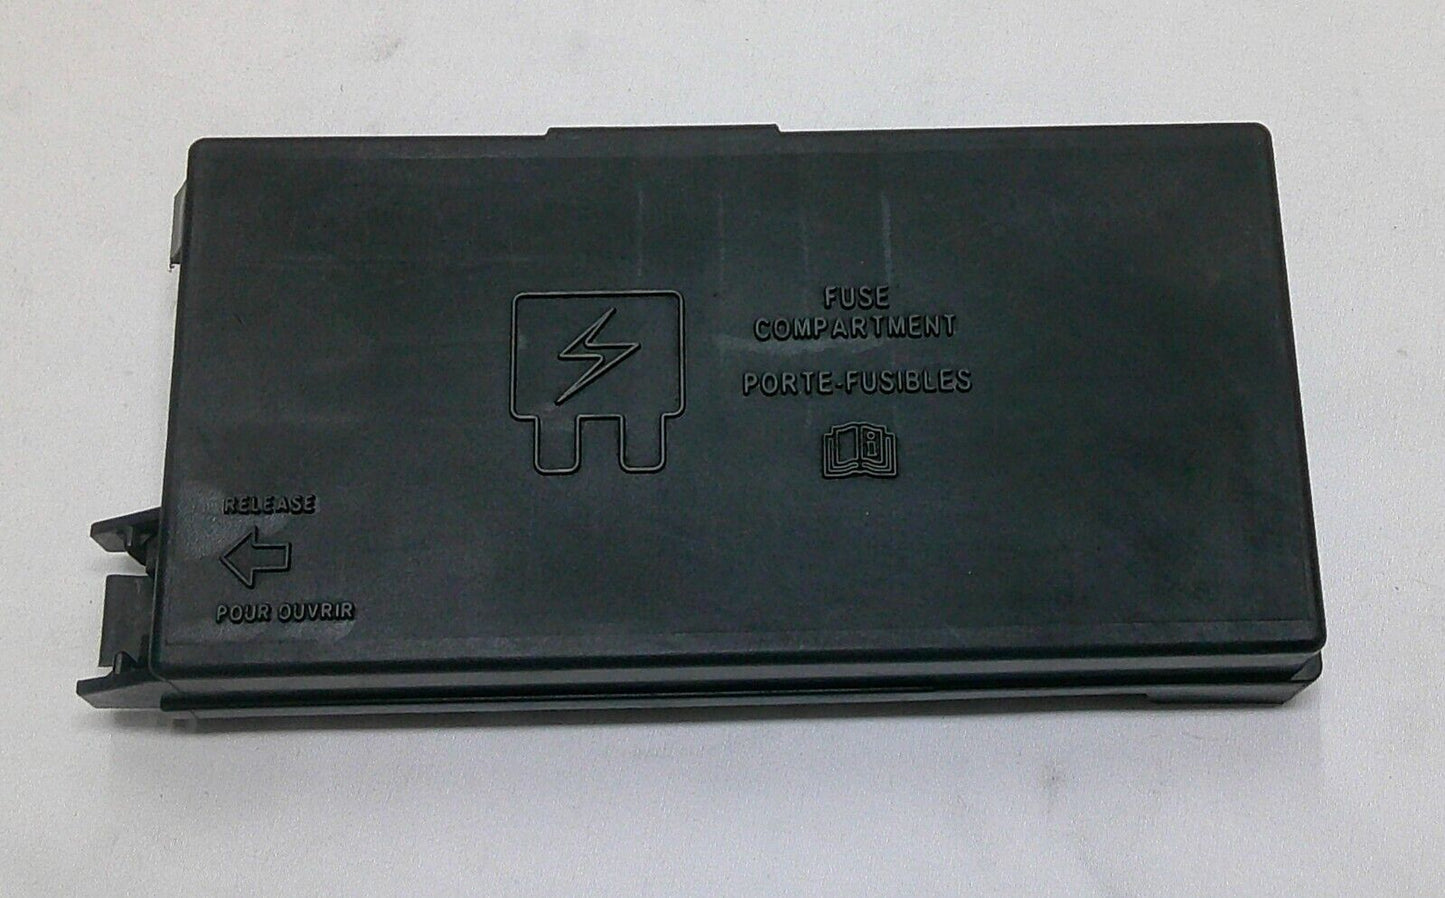 FUSE
COMPARTMENT
PORTE-FUSIBLES
i
RELEASE
POUR OUVRIR